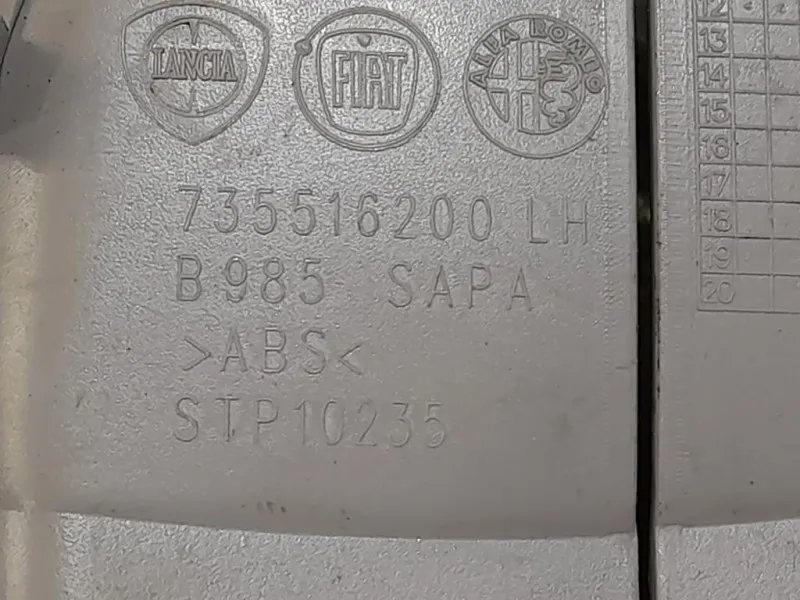 LANCIA
FIAT
ALFA ROMEO
735516200 LH
B985 SAPA
>ABS<
STP10235
12
13
14
15
16
17
18
19
20